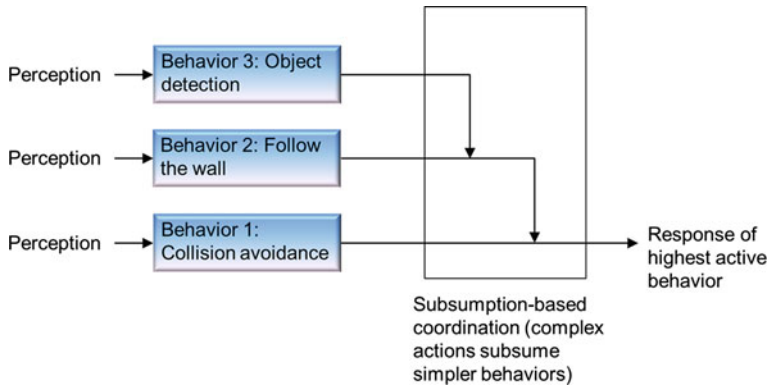 Perception
Behavior 3: Object
detection
Perception
Behavior 2: Follow
the wall
Perception
Behavior 1:
Collision avoidance
Response of
highest active
behavior
Subsumption-based
coordination (complex
actions subsume
simpler behaviors)